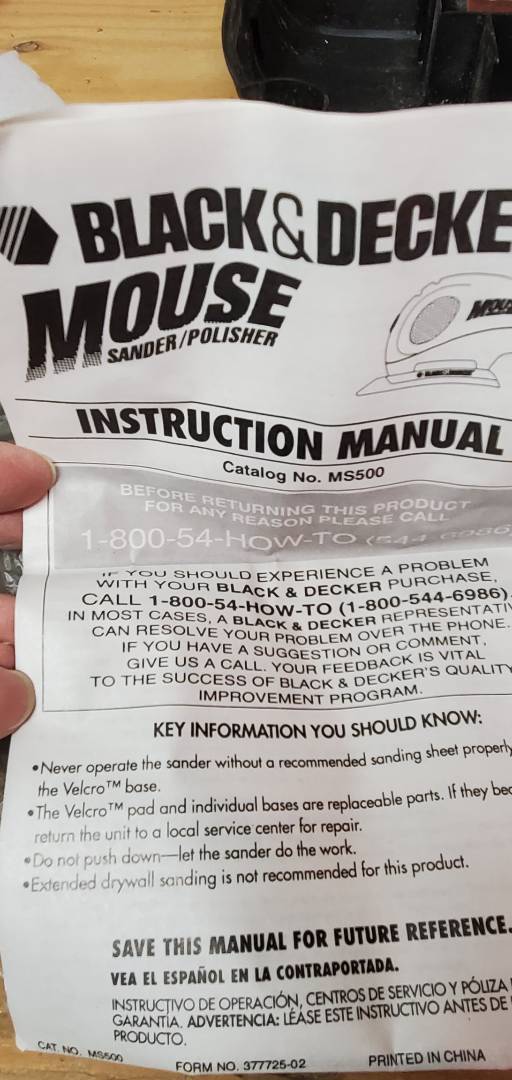 BLACK&DECKE
MOUSE
SANDER/POLISHER
INSTRUCTION MANUAL
Catalog No. MS500
BEFORE RETURNING THIS PRODUCT
FOR ANY REASON PLEASE CALL
1-800-54-HOW-TO (544-6986)
IF YOU SHOULD EXPERIENCE A PROBLEM
WITH YOUR BLACK & DECKER PURCHASE,
CALL 1-800-54-HOW-TO (1-800-544-6986).
IN MOST CASES, A BLACK & DECKER REPRESENTATIV
CAN RESOLVE YOUR PROBLEM OVER THE PHONE.
IF YOU HAVE A SUGGESTION OR COMMENT,
GIVE US A CALL. YOUR FEEDBACK IS VITAL
TO THE SUCCESS OF BLACK & DECKER'S QUALITY
IMPROVEMENT PROGRAM.
KEY INFORMATION YOU SHOULD KNOW:
•Never operate the sander without a recommended sanding sheet properly
the Velcro™ base.
•The Velcro™ pad and individual bases are replaceable parts. If they bec
return the unit to a local service center for repair.
•Do not push down—let the sander do the work.
•Extended drywall sanding is not recommended for this product.
SAVE THIS MANUAL FOR FUTURE REFERENCE.
VEA EL ESPAÑOL EN LA CONTRAPORTADA.
INSTRUCTIVO DE OPERACIÓN, CENTROS DE SERVICIO Y PÓLIZA
GARANTÍA. ADVERTENCIA: LÉASE ESTE INSTRUCTIVO ANTES DE
PRODUCTO.
CAT. NO. MS500 FORM NO. 377725-02 PRINTED IN CHINA